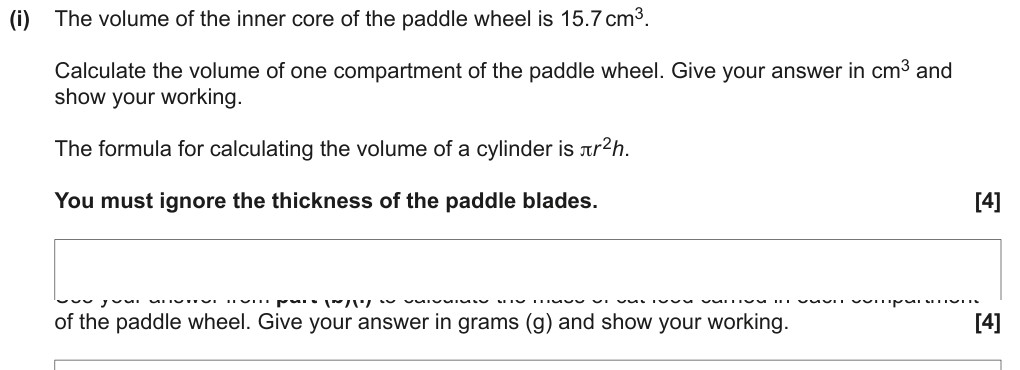 (i) The volume of the inner core of the paddle wheel is 15.7 cm³.
Calculate the volume of one compartment of the paddle wheel. Give your answer in cm³ and
show your working.
The formula for calculating the volume of a cylinder is πr²h.
You must ignore the thickness of the paddle blades. [4]
of the paddle wheel. Give your answer in grams (g) and show your working. [4]